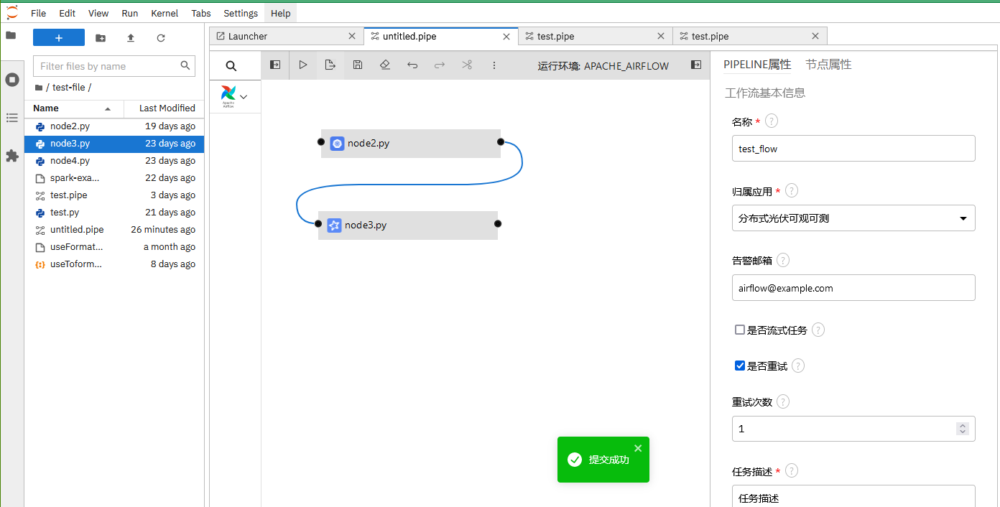 File Edit View Run Kernel Tabs Settings Help
+
Filter files by name
/ test-file /
Name Last Modified
node2.py 19 days ago
node3.py 23 days ago
node4.py 23 days ago
spark-exa... 22 days ago
test.pipe 3 days ago
test.py 21 days ago
untitled.pipe 26 minutes ago
useFormat... a month ago
useToform... 8 days ago
Launcher untitled.pipe test.pipe test.pipe
运行环境: APACHE_AIRFLOW
Apache
Airflow
node2.py
node3.py
提交成功
PIPELINE属性 节点属性
工作流基本信息
名称 * ?
test_flow
归属应用 * ?
分布式光伏可观可测
告警邮箱 ?
airflow@example.com
是否流式任务 ?
是否重试 ?
重试次数 ?
1
任务描述 * ?
任务描述